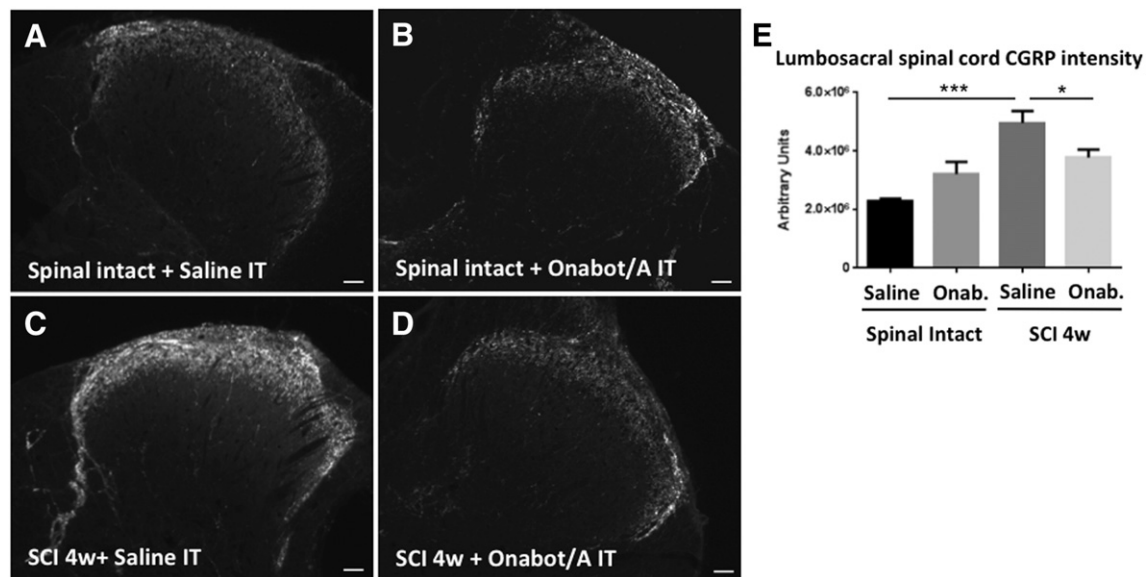 A
Spinal intact + Saline IT
B
Spinal intact + Onabot/A IT
C
SCI 4w+ Saline IT
D
SCI 4w + Onabot/A IT
E
Lumbosacral spinal cord CGRP intensity
Arbitrary Units
6.0×10⁶
4.0×10⁶
2.0×10⁶
0
*** *
Saline Onab. Saline Onab.
Spinal Intact SCI 4w